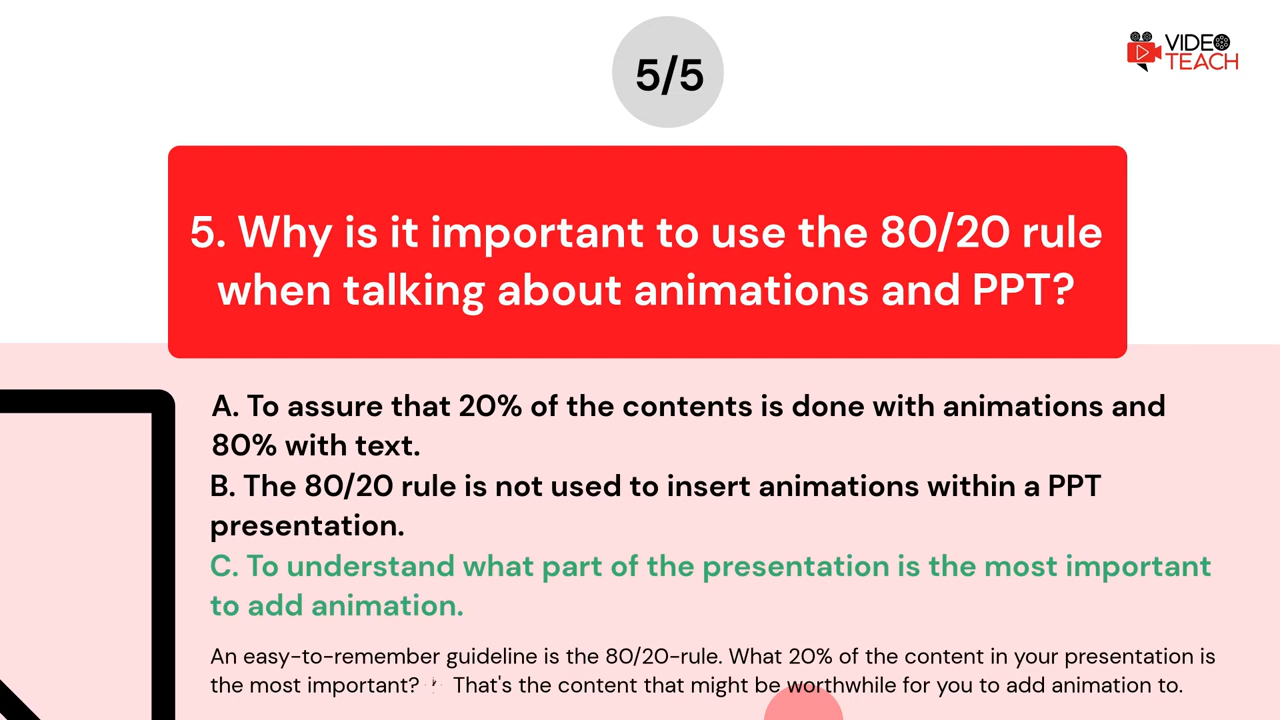 5/5
VIDEO
TEACH
5. Why is it important to use the 80/20 rule
when talking about animations and PPT?
A. To assure that 20% of the contents is done with animations and
80% with text.
B. The 80/20 rule is not used to insert animations within a PPT
presentation.
C. To understand what part of the presentation is the most important
to add animation.
An easy-to-remember guideline is the 80/20-rule. What 20% of the content in your presentation is
the most important? That's the content that might be worthwhile for you to add animation to.